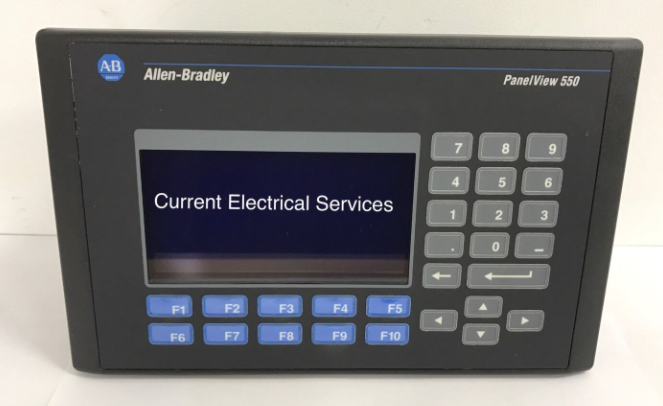 AB
Allen-Bradley
PanelView 550
Current Electrical Services
7 8 9
4 5 6
1 2 3
. 0 –
F1 F2 F3 F4 F5
F6 F7 F8 F9 F10